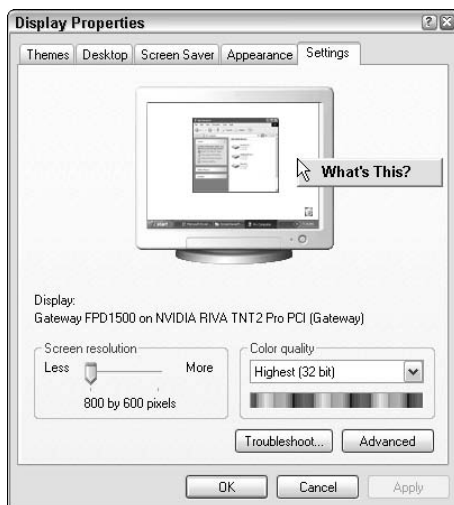 Display Properties
Themes Desktop Screen Saver Appearance Settings
What's This?
start
Display:
Gateway FPD1500 on NVIDIA RIVA TNT2 Pro PCI (Gateway)
Screen resolution
Less More
800 by 600 pixels
Color quality
Highest (32 bit)
Troubleshoot... Advanced
OK Cancel Apply